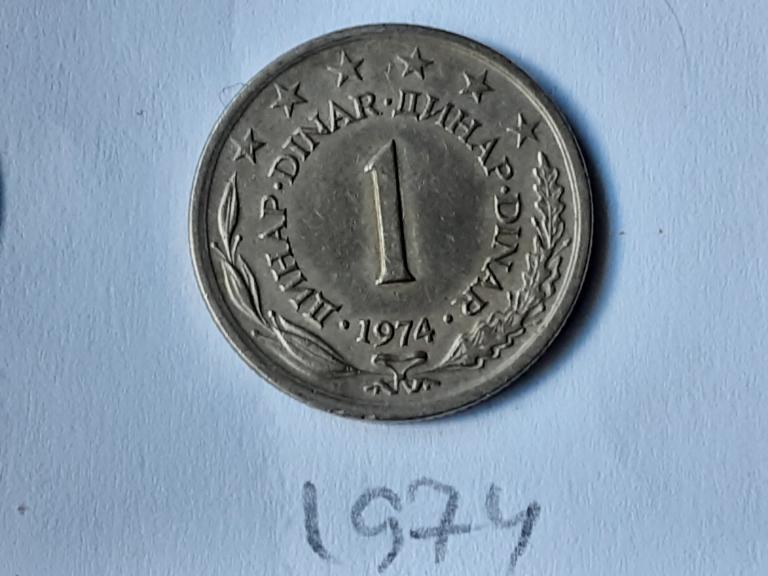 ДИНАР · DINAR · ДИНАР · DINAR ·
1
· 1974 ·
1974